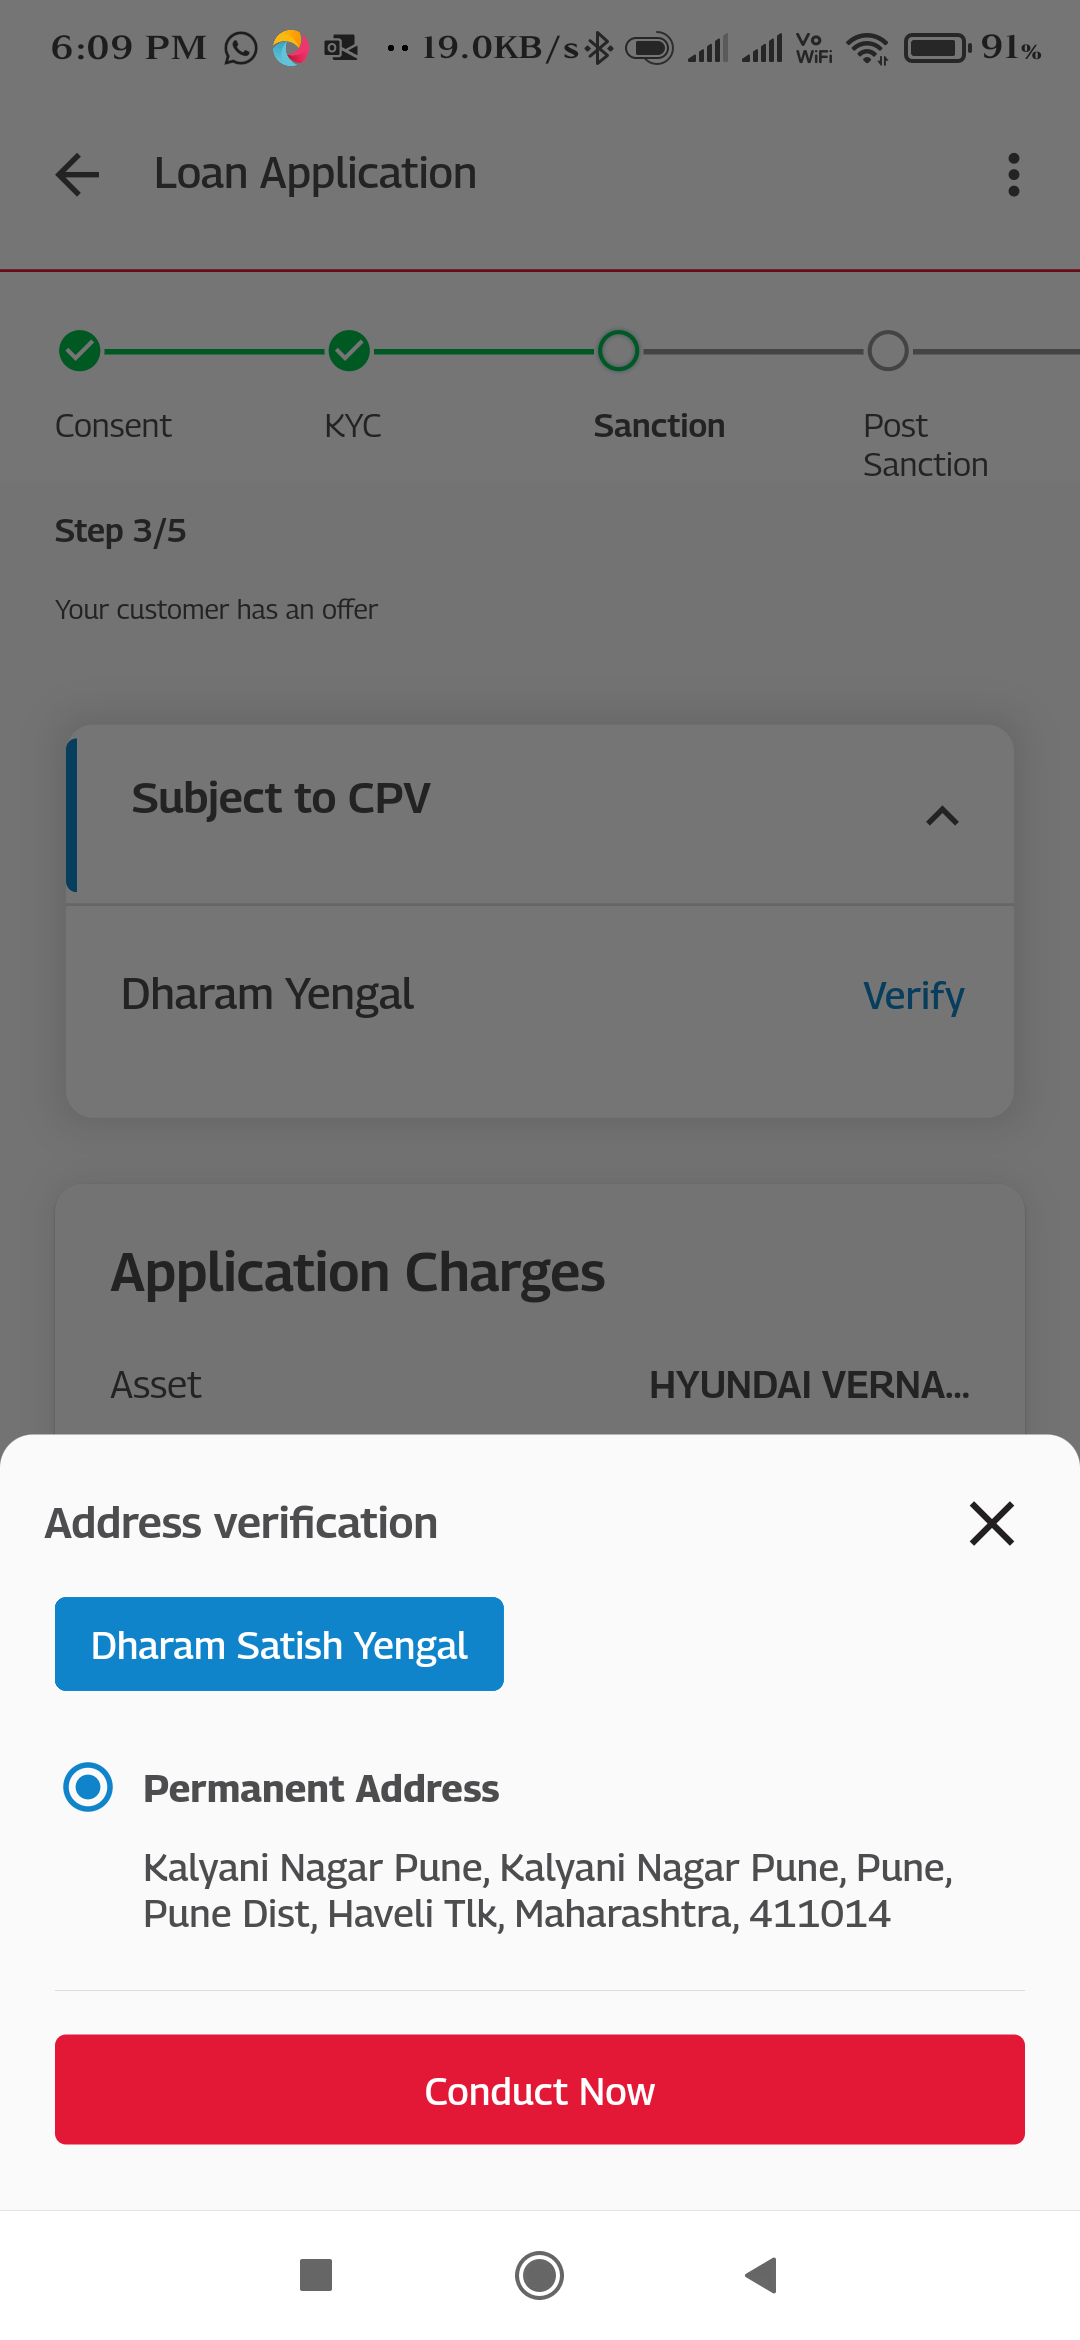 6:09 PM 19.0KB/s Vo WiFi 91%
Loan Application
Consent KYC Sanction Post Sanction
Step 3/5
Your customer has an offer
Subject to CPV
Dharam Yengal Verify
Application Charges
Asset HYUNDAI VERNA...
Address verification
Dharam Satish Yengal
Permanent Address
Kalyani Nagar Pune, Kalyani Nagar Pune, Pune,
Pune Dist, Haveli Tlk, Maharashtra, 411014
Conduct Now